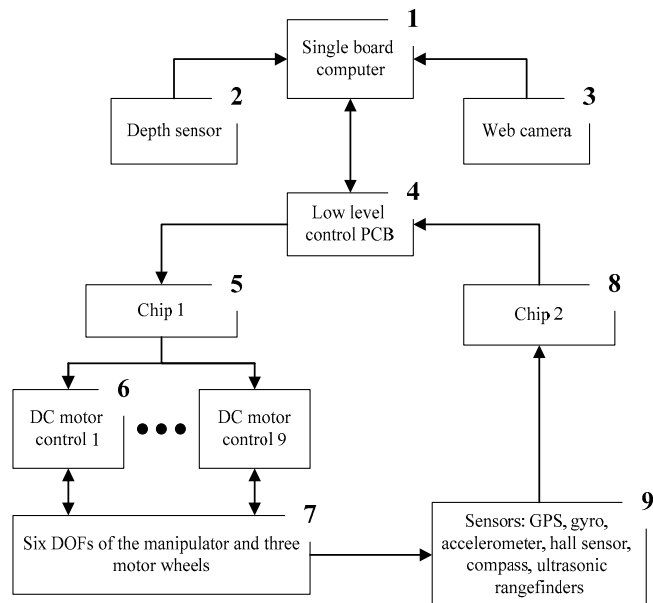 1
Single board
computer
2
Depth sensor
3
Web camera
4
Low level
control PCB
5
Chip 1
8
Chip 2
6
DC motor
control 1
DC motor
control 9
7
Six DOFs of the manipulator and three
motor wheels
9
Sensors: GPS, gyro,
accelerometer, hall sensor,
compass, ultrasonic
rangefinders